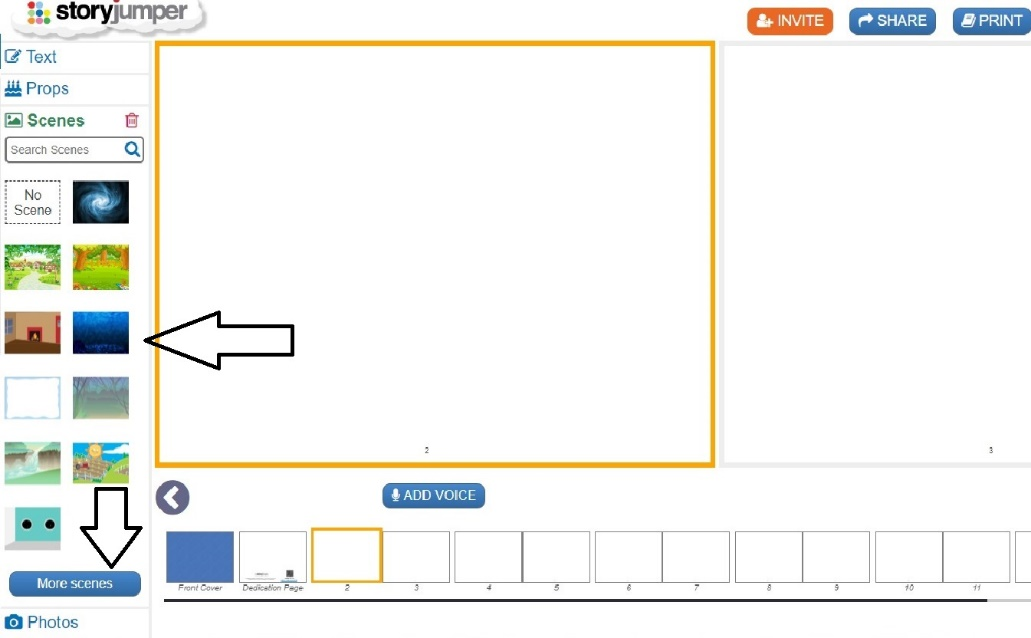 storyjumper
INVITE
SHARE
PRINT
Text
Props
Scenes
Search Scenes
No
Scene
More scenes
Photos
2
3
ADD VOICE
Front Cover
Dedication Page
2
3
4
5
6
7
8
9
10
11